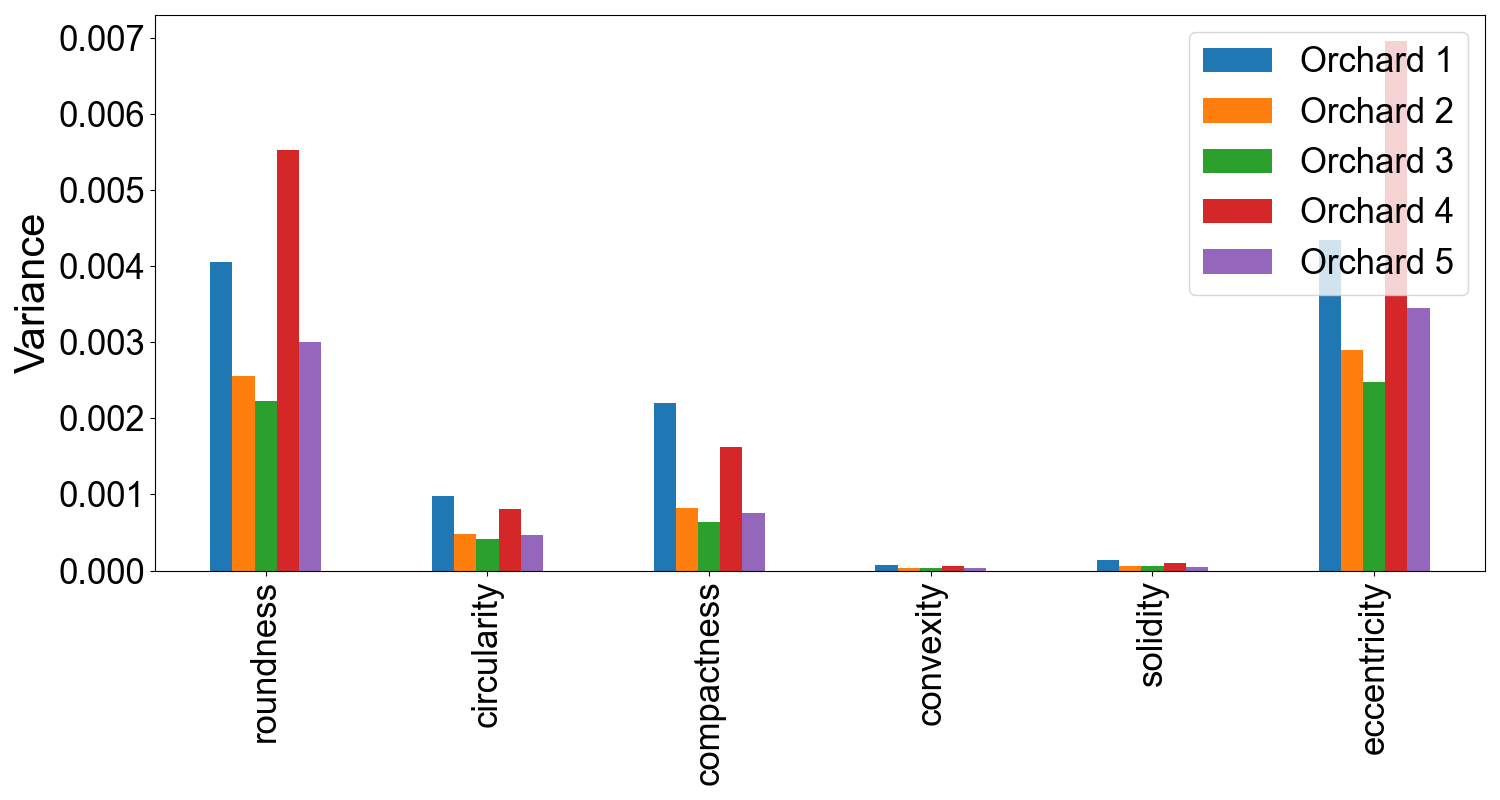 Variance
0.007
0.006
0.005
0.004
0.003
0.002
0.001
0.000
Orchard 1
Orchard 2
Orchard 3
Orchard 4
Orchard 5
roundness
circularity
compactness
convexity
solidity
eccentricity